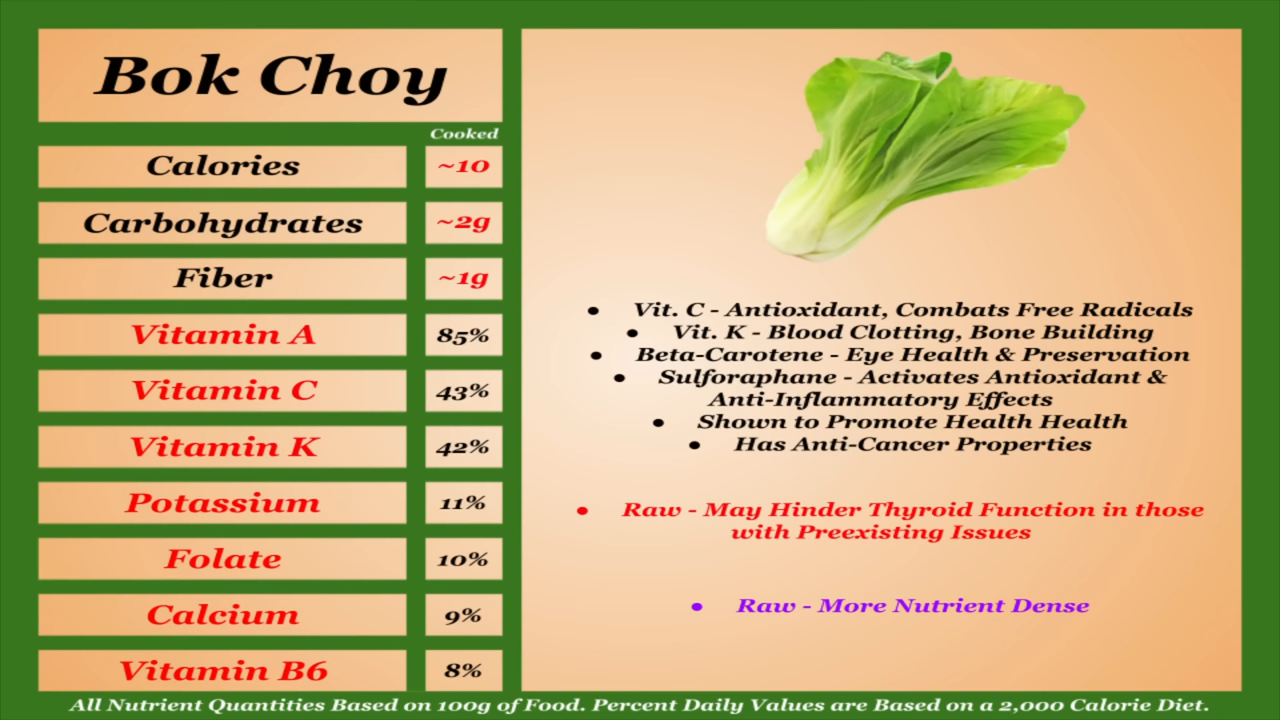 Bok Choy
Cooked
Calories ~10
Carbohydrates ~2g
Fiber ~1g
Vitamin A 85%
Vitamin C 43%
Vitamin K 42%
Potassium 11%
Folate 10%
Calcium 9%
Vitamin B6 8%
● Vit. C - Antioxidant, Combats Free Radicals
● Vit. K - Blood Clotting, Bone Building
● Beta-Carotene - Eye Health & Preservation
● Sulforaphane - Activates Antioxidant &
Anti-Inflammatory Effects
● Shown to Promote Health Health
● Has Anti-Cancer Properties
● Raw - May Hinder Thyroid Function in those
with Preexisting Issues
● Raw - More Nutrient Dense
All Nutrient Quantities Based on 100g of Food. Percent Daily Values are Based on a 2,000 Calorie Diet.